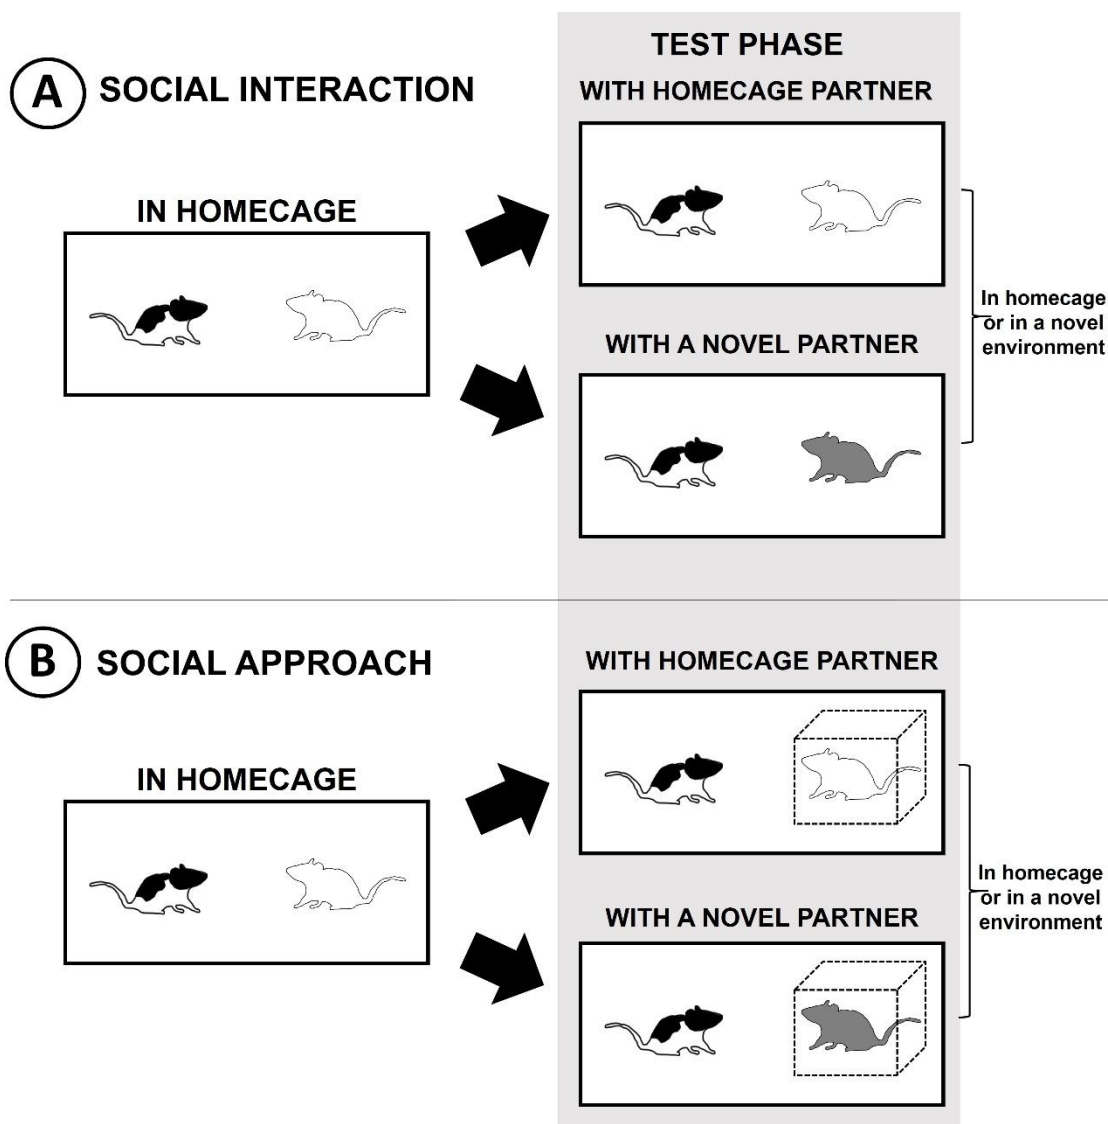 TEST PHASE
A SOCIAL INTERACTION
WITH HOMECAGE PARTNER
IN HOMECAGE
In homecage
or in a novel
environment
WITH A NOVEL PARTNER
B SOCIAL APPROACH
WITH HOMECAGE PARTNER
IN HOMECAGE
In homecage
or in a novel
environment
WITH A NOVEL PARTNER